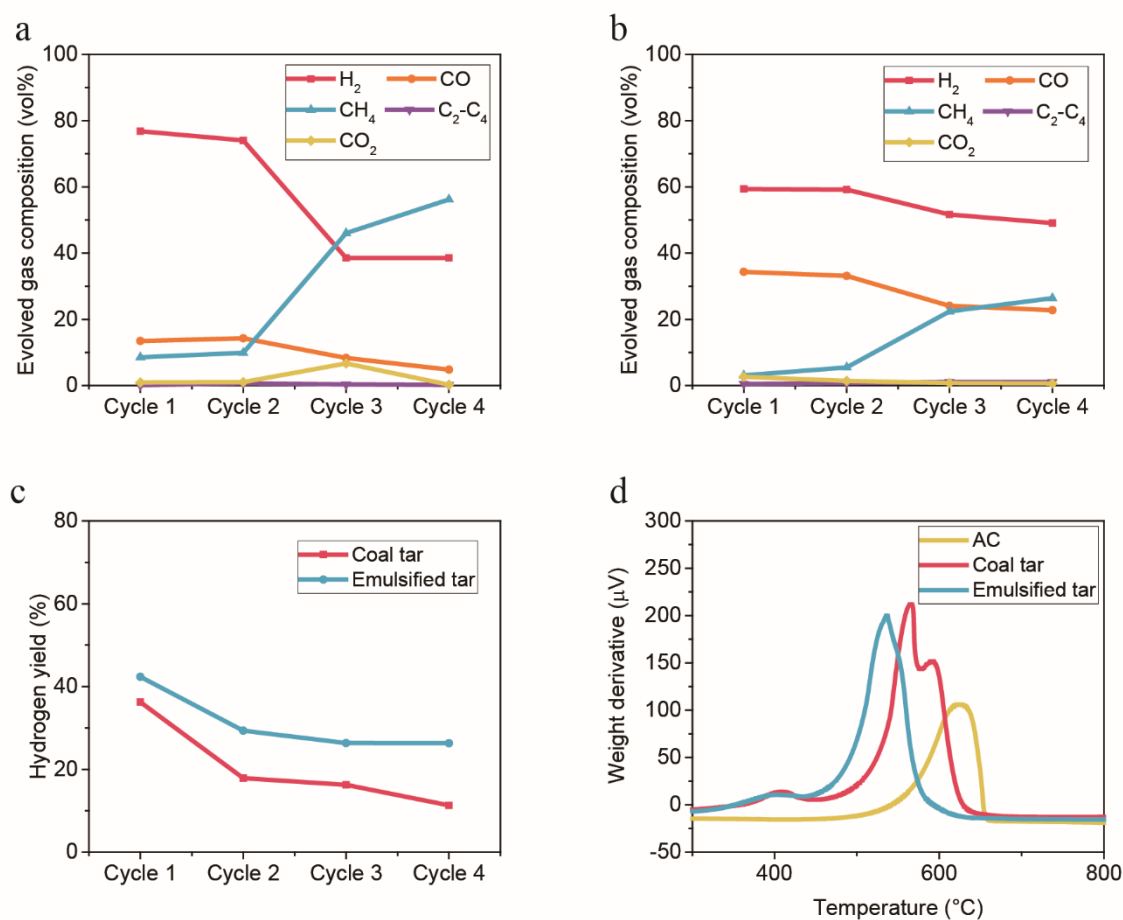 a
Evolved gas composition (vol%)
100
80
60
40
20
0
H₂
CO
CH₄
C₂-C₄
CO₂
Cycle 1
Cycle 2
Cycle 3
Cycle 4
b
Evolved gas composition (vol%)
100
80
60
40
20
0
H₂
CO
CH₄
C₂-C₄
CO₂
Cycle 1
Cycle 2
Cycle 3
Cycle 4
c
Hydrogen yield (%)
80
60
40
20
0
Coal tar
Emulsified tar
Cycle 1
Cycle 2
Cycle 3
Cycle 4
d
Weight derivative (μV)
300
250
200
150
100
50
0
-50
AC
Coal tar
Emulsified tar
400
600
800
Temperature (°C)